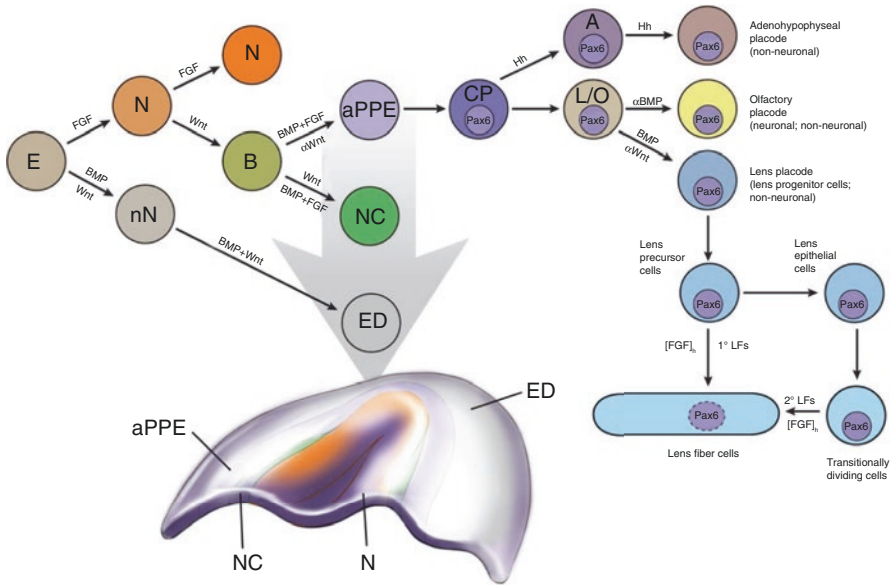 E
FGF
N
FGF
N
BMP
Wnt
nN
Wnt
B
BMP+FGF
αWnt
aPPE
Wnt
BMP+FGF
NC
BMP+Wnt
ED
CP
Pax6
Hh
A
Pax6
Hh
Pax6
Adenohypophyseal
placode
(non-neuronal)
L/O
Pax6
αBMP
Pax6
Olfactory
placode
(neuronal; non-neuronal)
BMP
αWnt
Pax6
Lens placode
(lens progenitor cells;
non-neuronal)
Lens
precursor
cells
Pax6
Lens
epithelial
cells
Pax6
[FGF]h
1° LFs
Pax6
Lens fiber cells
2° LFs
[FGF]h
Pax6
Transitionally
dividing cells
aPPE
ED
NC
N